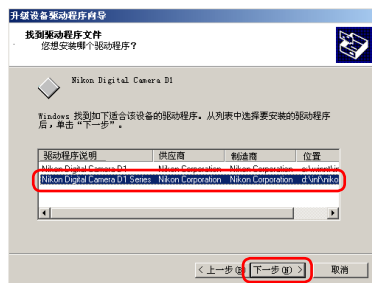 升级设备驱动程序向导
找到驱动程序文件
您想安装哪个驱动程序？
Nikon Digital Camera D1
Windows 找到如下适合该设备的驱动程序。从列表中选择要安装的驱动程序
后，单击“下一步”。
驱动程序说明 供应商 制造商 位置
Nikon Digital Camera D1 Nikon Corporation Nikon Corporation c:\winnt\in
Nikon Digital Camera D1 Series Nikon Corporation Nikon Corporation d:\inf\niko
< 上一步(B) 下一步(N) > 取消